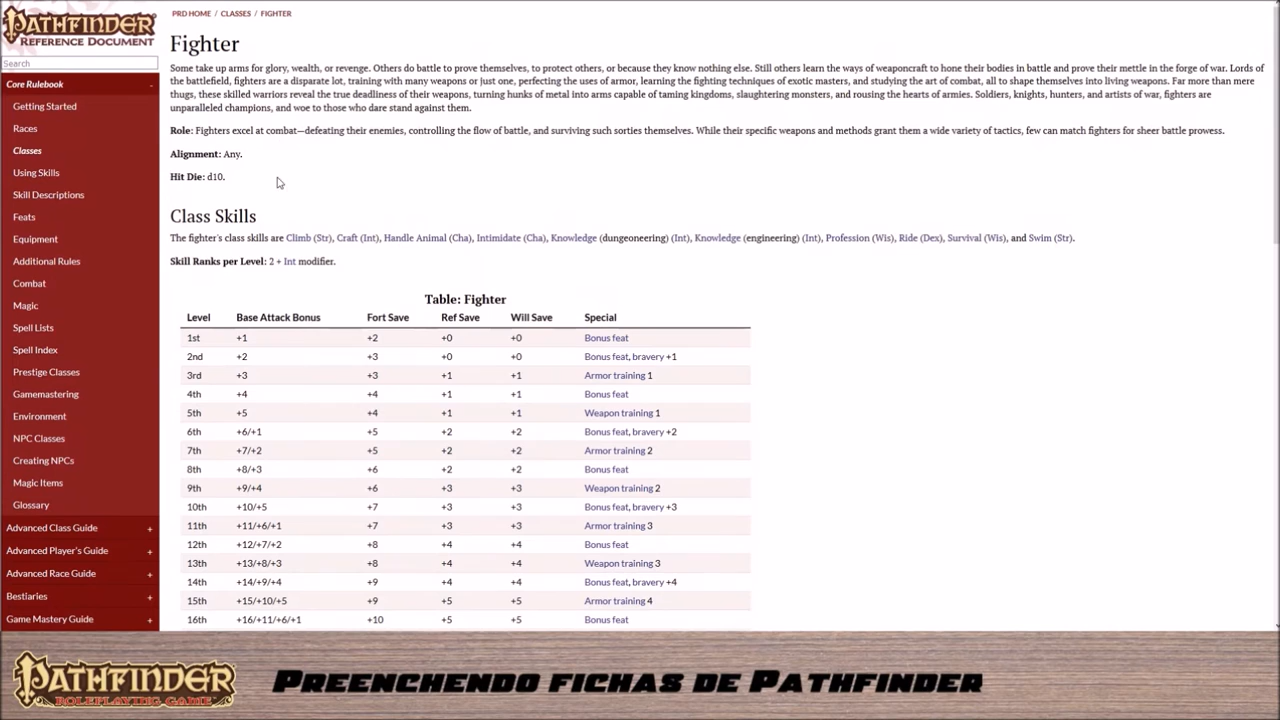 PATHFINDER
REFERENCE DOCUMENT
Search
Core Rulebook -
Getting Started
Races
Classes
Using Skills
Skill Descriptions
Feats
Equipment
Additional Rules
Combat
Magic
Spell Lists
Spell Index
Prestige Classes
Gamemastering
Environment
NPC Classes
Creating NPCs
Magic Items
Glossary
Advanced Class Guide +
Advanced Player's Guide +
Advanced Race Guide +
Bestiaries +
Game Mastery Guide +
PRD HOME / CLASSES / FIGHTER
Fighter
Some take up arms for glory, wealth, or revenge. Others do battle to prove themselves, to protect others, or because they know nothing else. Still others learn the ways of weaponcraft to hone their bodies in battle and prove their mettle in the forge of war. Lords of
the battlefield, fighters are a disparate lot, training with many weapons or just one, perfecting the uses of armor, learning the fighting techniques of exotic masters, and studying the art of combat, all to shape themselves into living weapons. Far more than mere
thugs, these skilled warriors reveal the true deadliness of their weapons, turning hunks of metal into arms capable of taming kingdoms, slaughtering monsters, and rousing the hearts of armies. Soldiers, knights, hunters, and artists of war, fighters are
unparalleled champions, and woe to those who dare stand against them.
Role: Fighters excel at combat—defeating their enemies, controlling the flow of battle, and surviving such sorties themselves. While their specific weapons and methods grant them a wide variety of tactics, few can match fighters for sheer battle prowess.
Alignment: Any.
Hit Die: d10.
Class Skills
The fighter's class skills are Climb (Str), Craft (Int), Handle Animal (Cha), Intimidate (Cha), Knowledge (dungeoneering) (Int), Knowledge (engineering) (Int), Profession (Wis), Ride (Dex), Survival (Wis), and Swim (Str).
Skill Ranks per Level: 2 + Int modifier.
Table: Fighter
Level Base Attack Bonus Fort Save Ref Save Will Save Special
1st +1 +2 +0 +0 Bonus feat
2nd +2 +3 +0 +0 Bonus feat, bravery +1
3rd +3 +3 +1 +1 Armor training 1
4th +4 +4 +1 +1 Bonus feat
5th +5 +4 +1 +1 Weapon training 1
6th +6/+1 +5 +2 +2 Bonus feat, bravery +2
7th +7/+2 +5 +2 +2 Armor training 2
8th +8/+3 +6 +2 +2 Bonus feat
9th +9/+4 +6 +3 +3 Weapon training 2
10th +10/+5 +7 +3 +3 Bonus feat, bravery +3
11th +11/+6/+1 +7 +3 +3 Armor training 3
12th +12/+7/+2 +8 +4 +4 Bonus feat
13th +13/+8/+3 +8 +4 +4 Weapon training 3
14th +14/+9/+4 +9 +4 +4 Bonus feat, bravery +4
15th +15/+10/+5 +9 +5 +5 Armor training 4
16th +16/+11/+6/+1 +10 +5 +5 Bonus feat
PATHFINDER
ROLEPLAYING GAME
PREENCHENDO FICHAS DE PATHFINDER